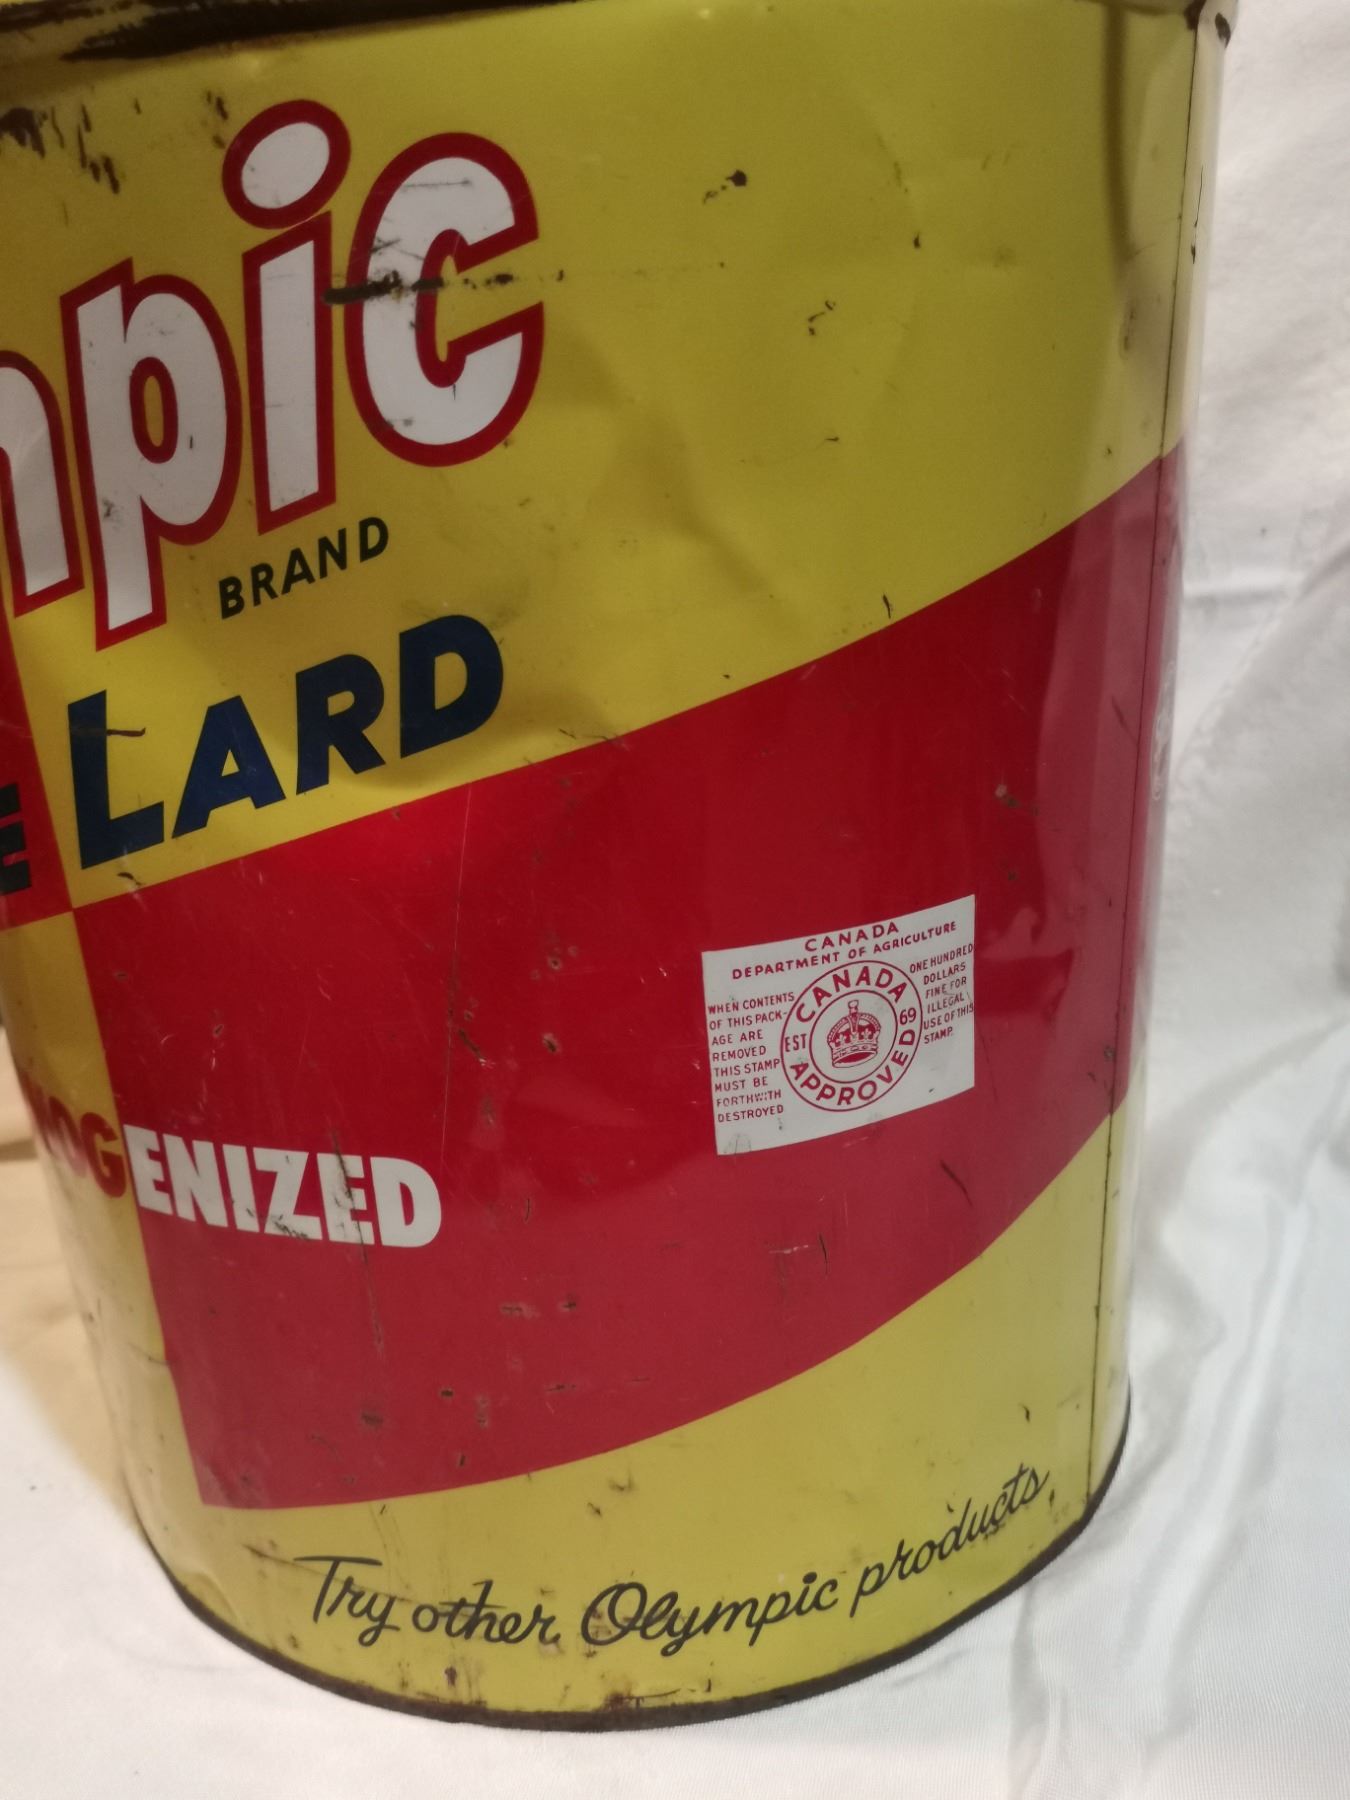 mpic
BRAND
E LARD
OGENIZED
CANADA
DEPARTMENT OF AGRICULTURE
WHEN CONTENTS
OF THIS PACK-
AGE ARE
REMOVED
THIS STAMP
MUST BE
FORTHWITH
DESTROYED
CANADA
EST 69
APPROVED
ONE HUNDRED
DOLLARS
FINE FOR
ILLEGAL
USE OF THIS
STAMP.
Try other Olympic products